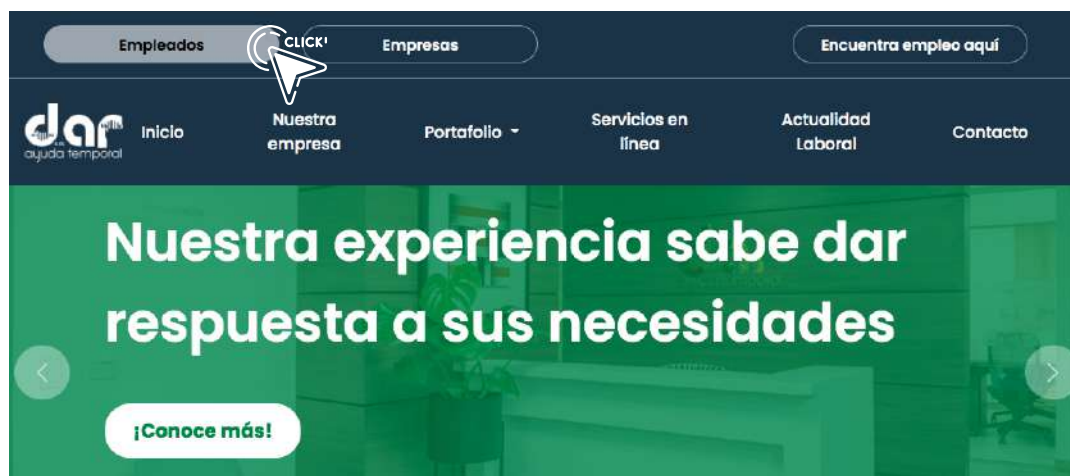 Empleados
CLICK!
Empresas
Encuentra empleo aquí
dar
ayuda temporal
Inicio
Nuestra
empresa
Portafolio
Servicios en
línea
Actualidad
Laboral
Contacto
Nuestra experiencia sabe dar
respuesta a sus necesidades
¡Conoce más!